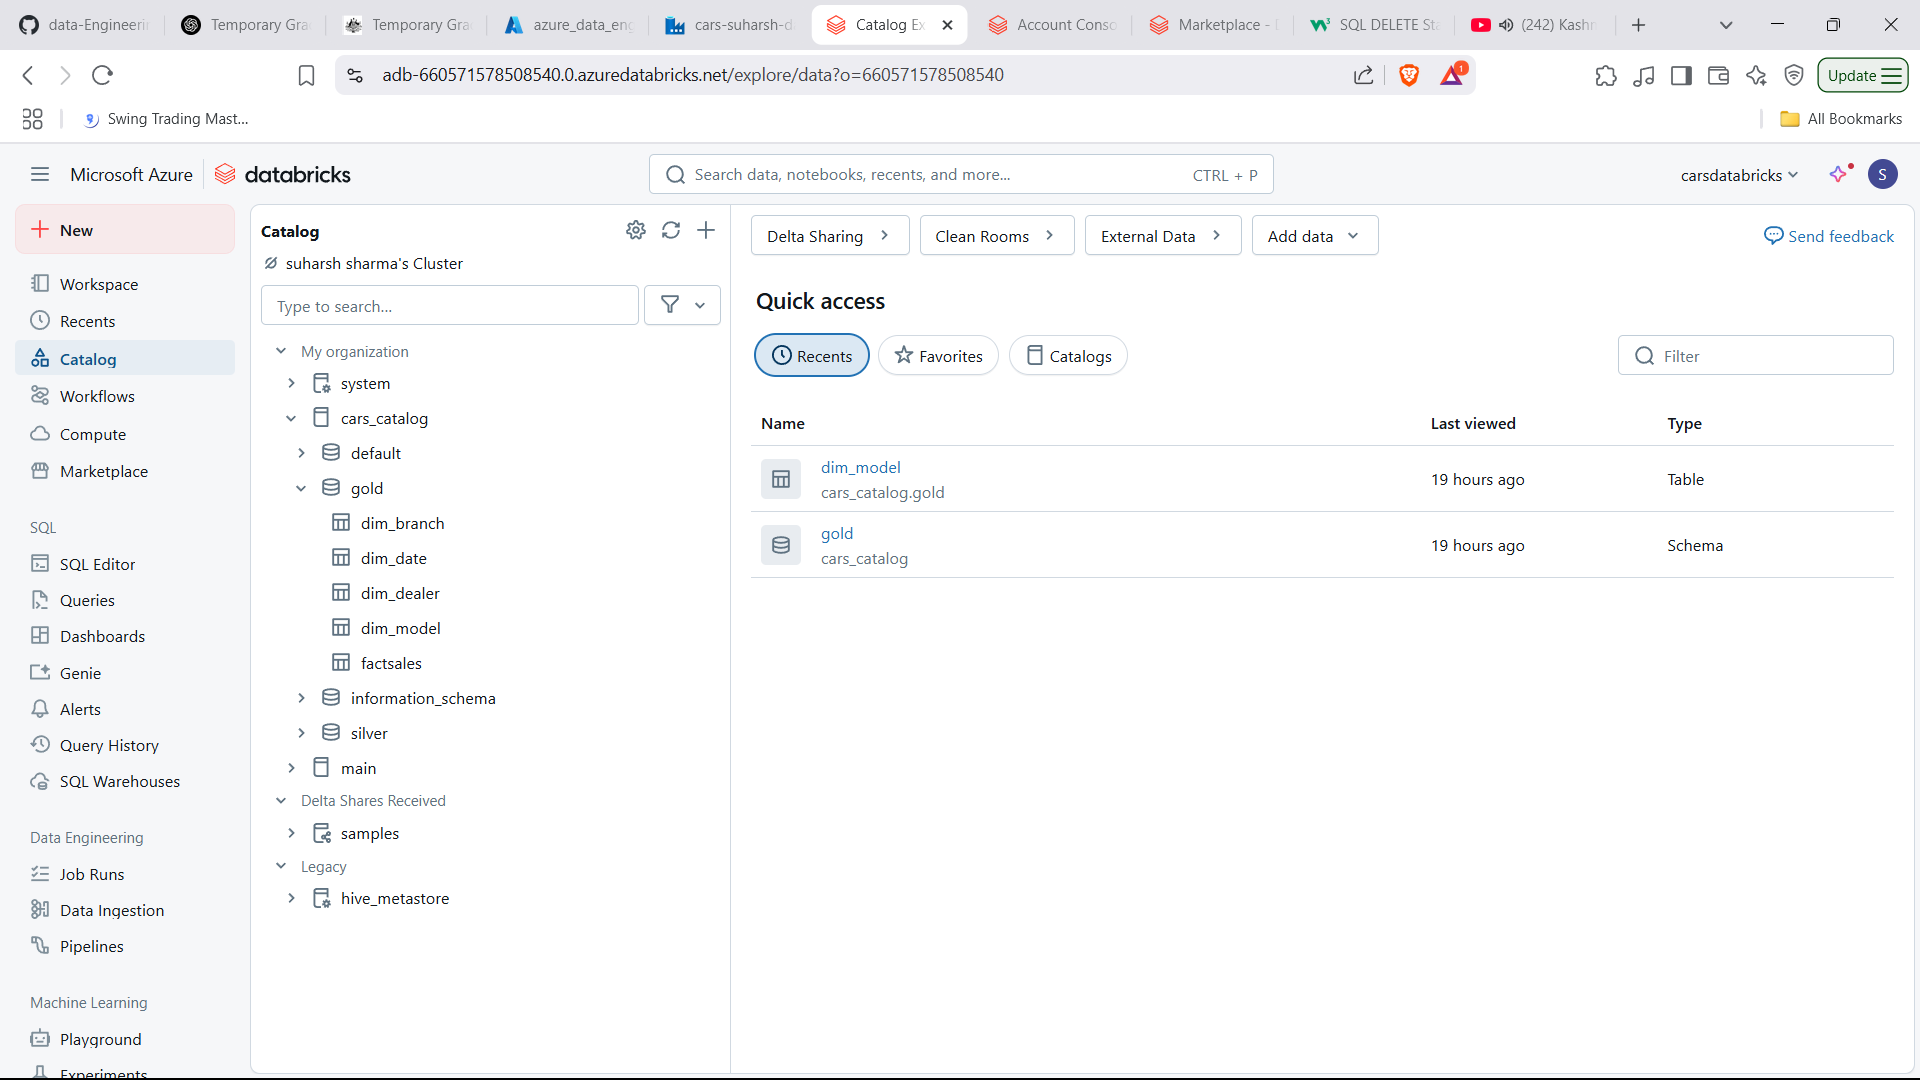 data-Engineerin
Temporary Gra
Temporary Gra
azure_data_eng
cars-suharsh-da
Catalog Ex
Account Conso
Marketplace - D
SQL DELETE Sta
(242) Kashm
adb-660571578508540.0.azuredatabricks.net/explore/data?o=660571578508540
1
Update
Swing Trading Mast...
All Bookmarks
Microsoft Azure
databricks
Search data, notebooks, recents, and more...
CTRL + P
carsdatabricks
S
New
Workspace
Recents
Catalog
Workflows
Compute
Marketplace
SQL
SQL Editor
Queries
Dashboards
Genie
Alerts
Query History
SQL Warehouses
Data Engineering
Job Runs
Data Ingestion
Pipelines
Machine Learning
Playground
Experiments
Catalog
suharsh sharma's Cluster
Type to search...
My organization
system
cars_catalog
default
gold
dim_branch
dim_date
dim_dealer
dim_model
factsales
information_schema
silver
main
Delta Shares Received
samples
Legacy
hive_metastore
Delta Sharing
Clean Rooms
External Data
Add data
Send feedback
Quick access
Recents
Favorites
Catalogs
Filter
Name
Last viewed
Type
dim_model
cars_catalog.gold
19 hours ago
Table
gold
cars_catalog
19 hours ago
Schema